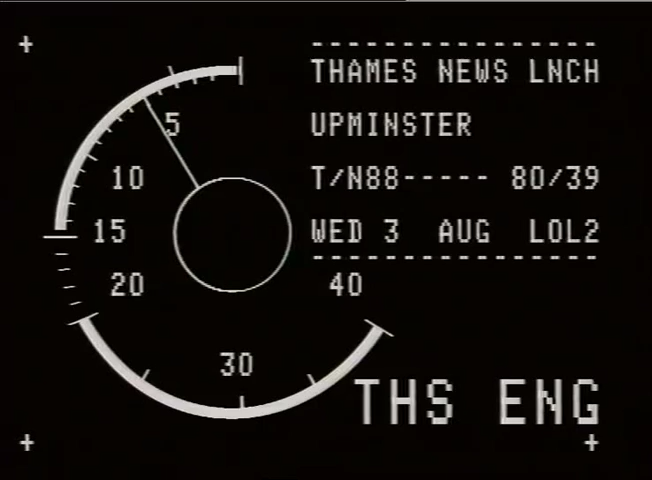 THAMES NEWS LNCH
UPMINSTER
T/N88----- 80/39
WED 3 AUG LOL2
5
10
15
20
30
40
THS ENG